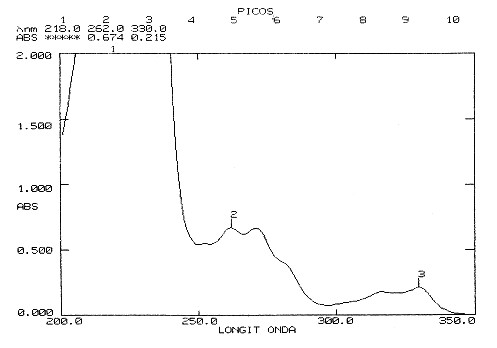 PICOS
1 2 3 4 5 6 7 8 9 10
λnm 218.0 262.0 330.0
ABS ***** 0.674 0.215
1
2.000
1.500
1.000
ABS
2
0.500
3
0.000
200.0 250.0 300.0 350.0
LONGIT ONDA